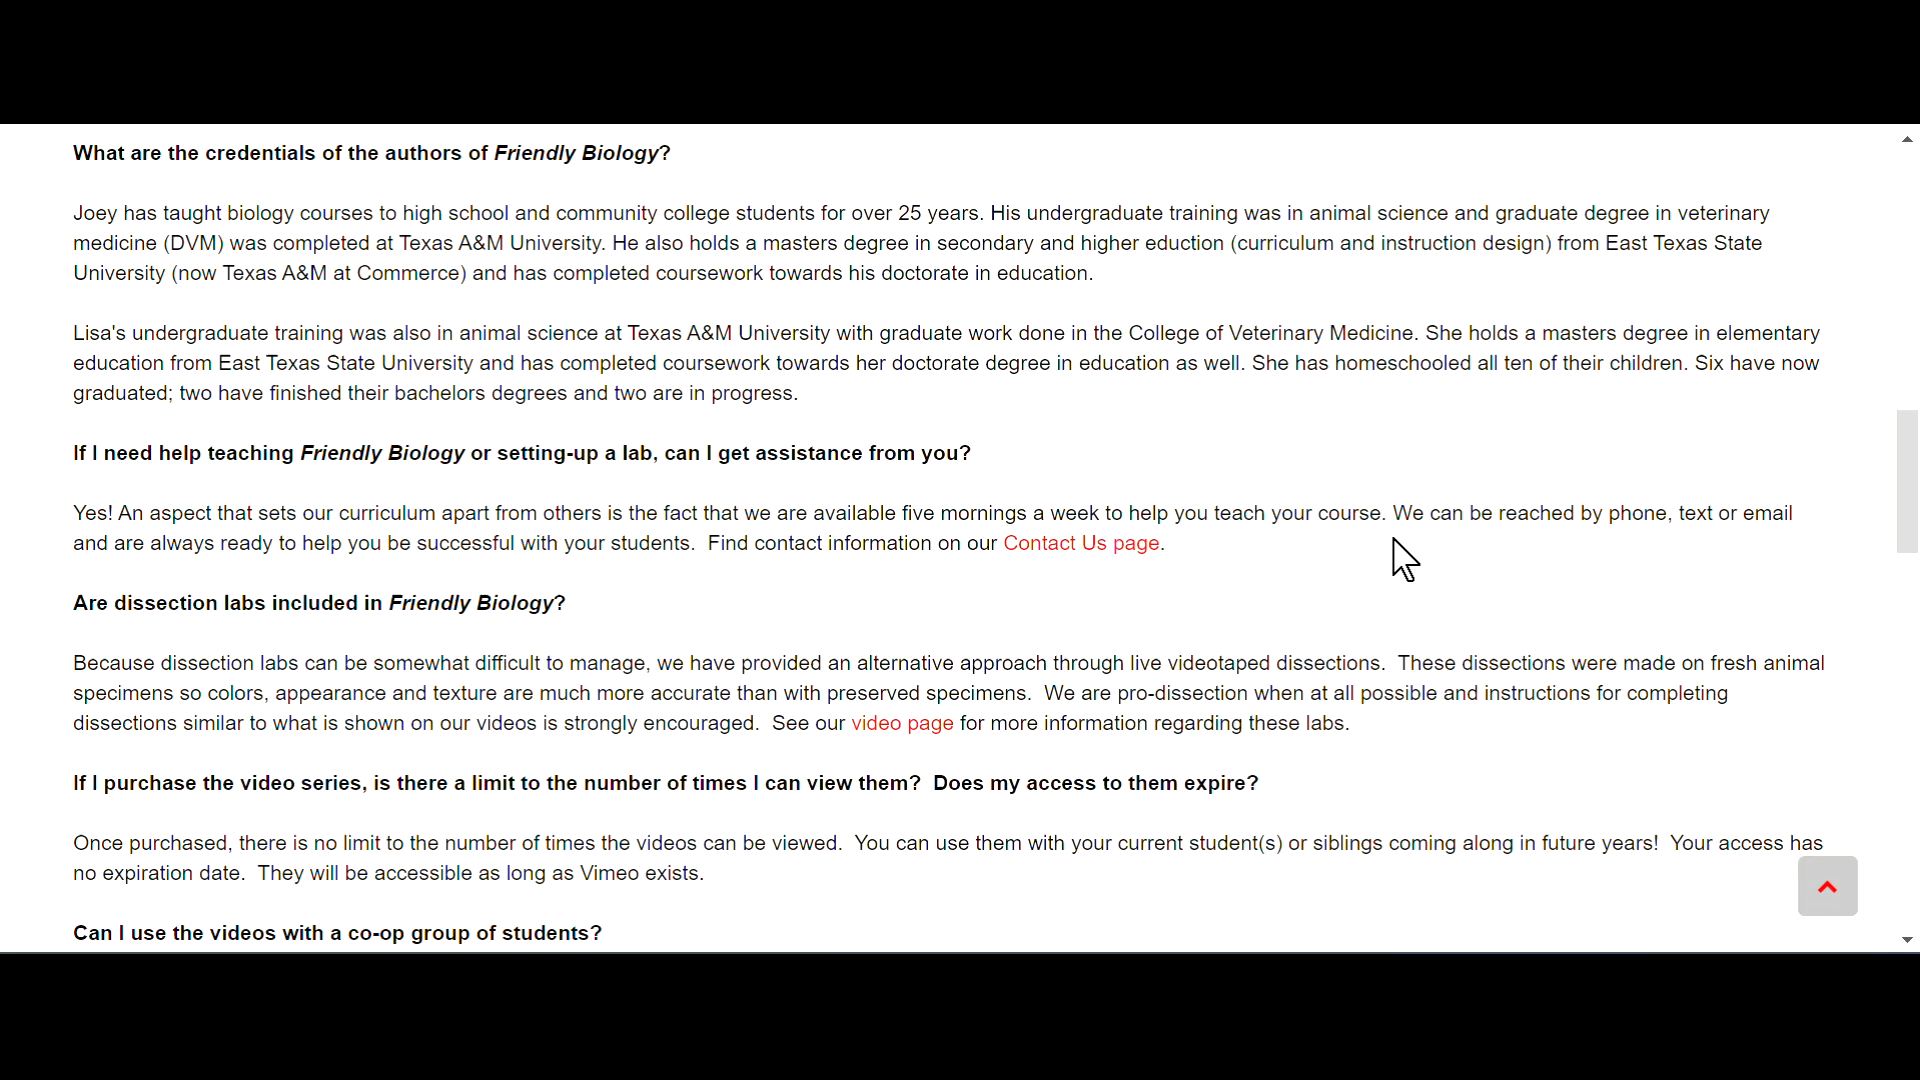 What are the credentials of the authors of Friendly Biology?
Joey has taught biology courses to high school and community college students for over 25 years. His undergraduate training was in animal science and graduate degree in veterinary
medicine (DVM) was completed at Texas A&M University. He also holds a masters degree in secondary and higher eduction (curriculum and instruction design) from East Texas State
University (now Texas A&M at Commerce) and has completed coursework towards his doctorate in education.
Lisa's undergraduate training was also in animal science at Texas A&M University with graduate work done in the College of Veterinary Medicine. She holds a masters degree in elementary
education from East Texas State University and has completed coursework towards her doctorate degree in education as well. She has homeschooled all ten of their children. Six have now
graduated; two have finished their bachelors degrees and two are in progress.
If I need help teaching Friendly Biology or setting-up a lab, can I get assistance from you?
Yes! An aspect that sets our curriculum apart from others is the fact that we are available five mornings a week to help you teach your course. We can be reached by phone, text or email
and are always ready to help you be successful with your students. Find contact information on our Contact Us page.
Are dissection labs included in Friendly Biology?
Because dissection labs can be somewhat difficult to manage, we have provided an alternative approach through live videotaped dissections. These dissections were made on fresh animal
specimens so colors, appearance and texture are much more accurate than with preserved specimens. We are pro-dissection when at all possible and instructions for completing
dissections similar to what is shown on our videos is strongly encouraged. See our video page for more information regarding these labs.
If I purchase the video series, is there a limit to the number of times I can view them? Does my access to them expire?
Once purchased, there is no limit to the number of times the videos can be viewed. You can use them with your current student(s) or siblings coming along in future years! Your access has
no expiration date. They will be accessible as long as Vimeo exists.
Can I use the videos with a co-op group of students?